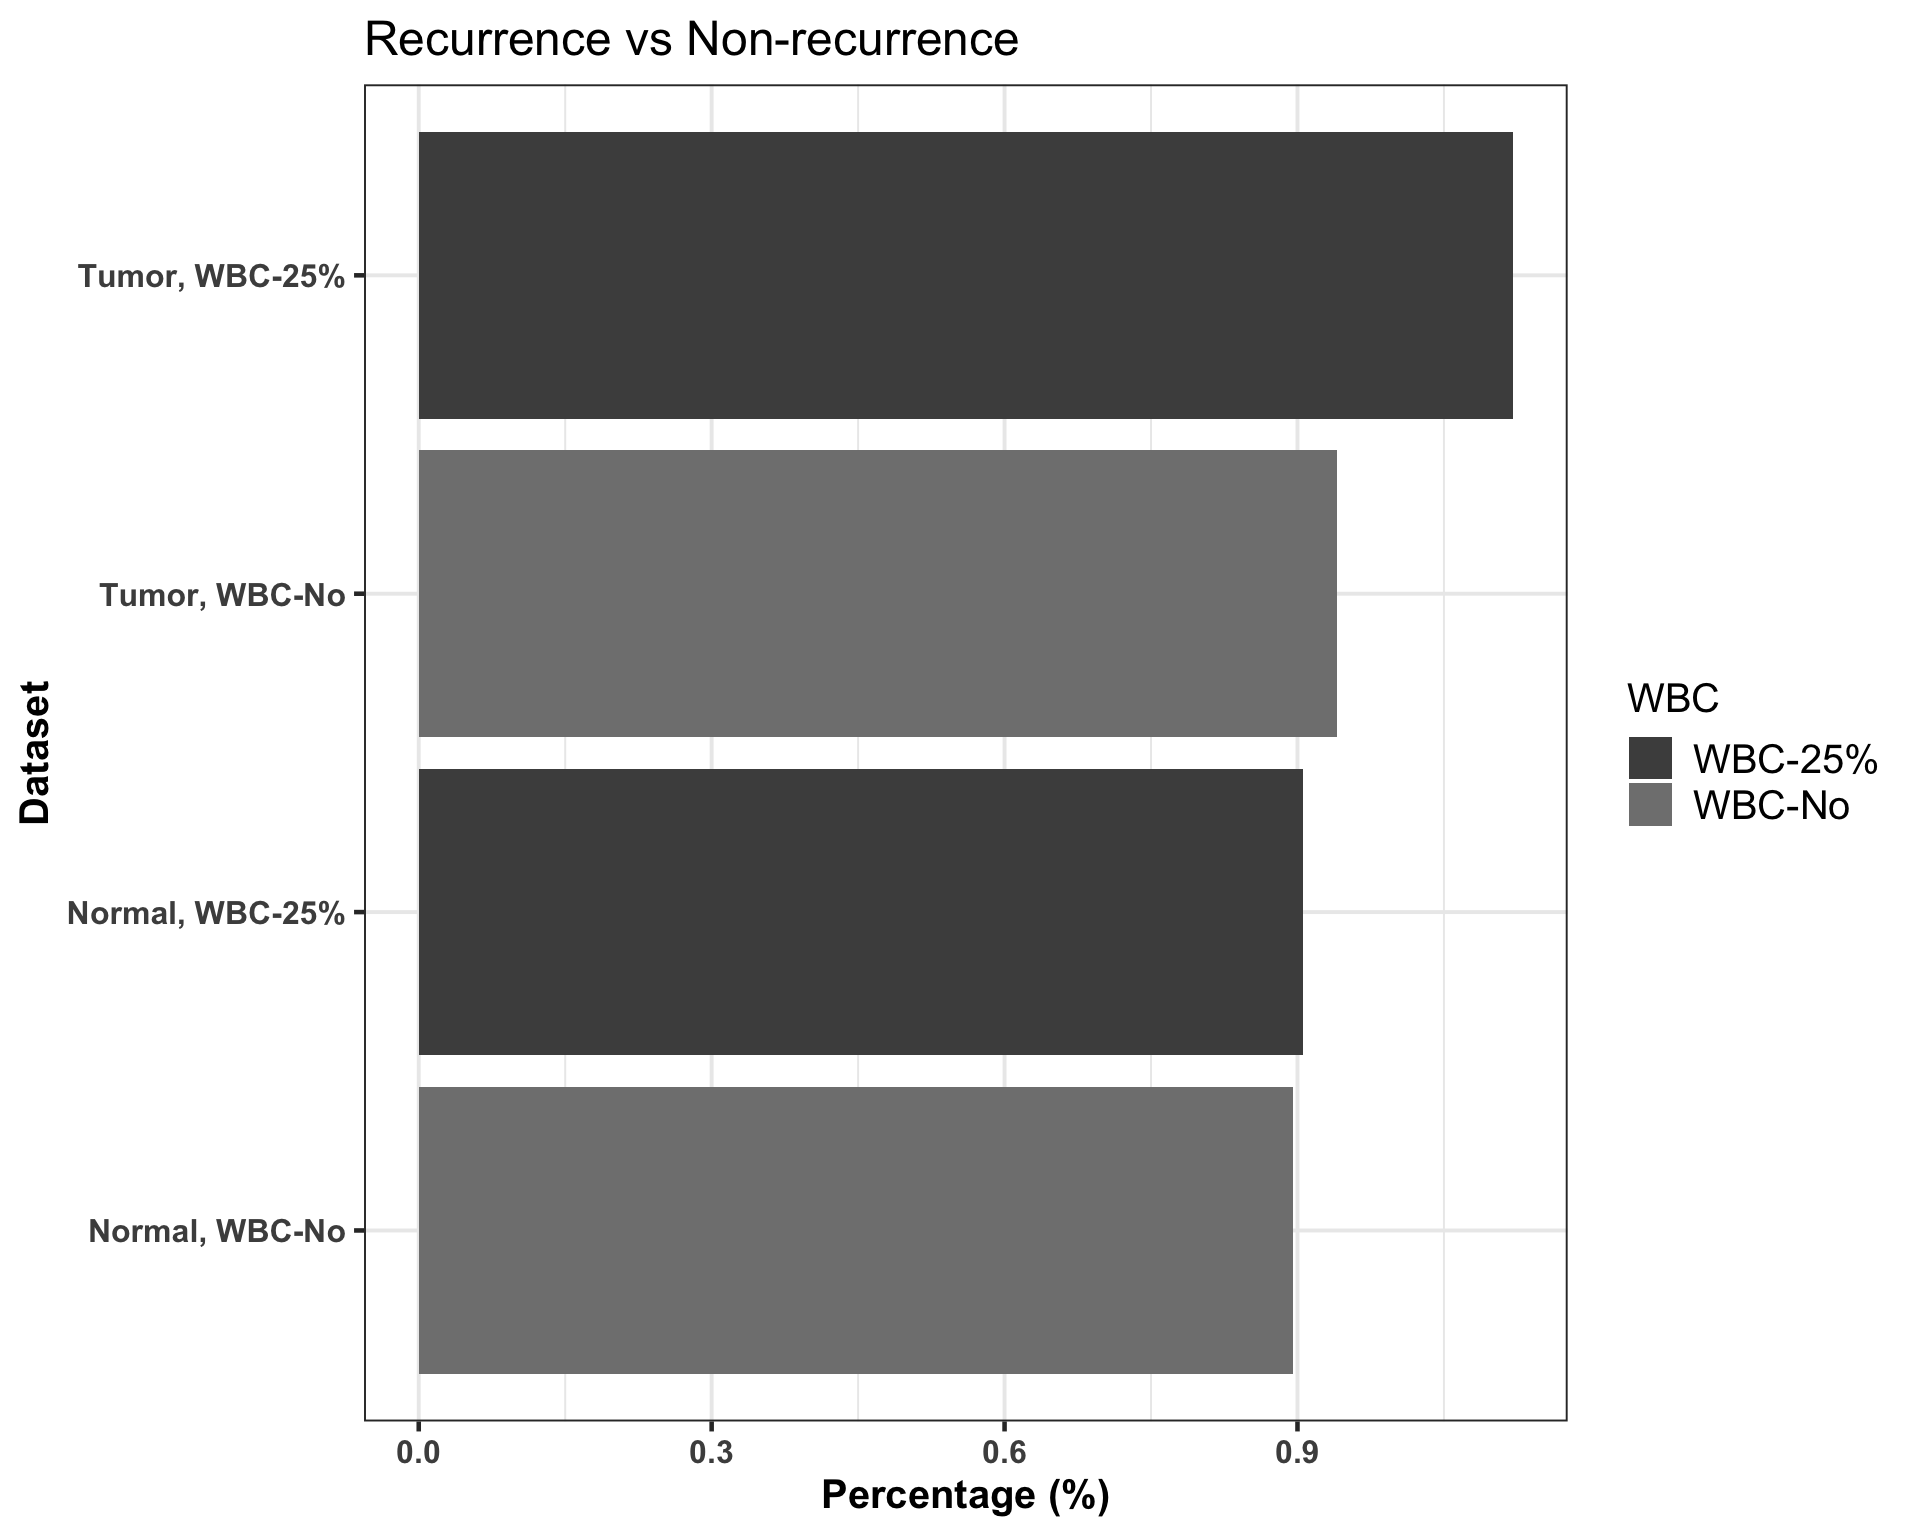 Recurrence vs Non-recurrence
Tumor, WBC-25%
Tumor, WBC-No
Normal, WBC-25%
Normal, WBC-No
Dataset
0.0 0.3 0.6 0.9
Percentage (%)
WBC
WBC-25%
WBC-No